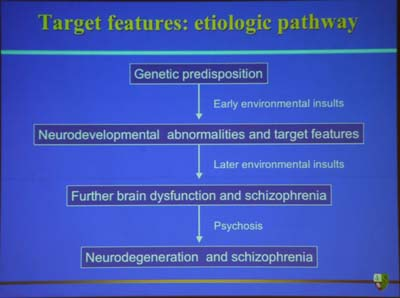 Target features: etiologic pathway
Genetic predisposition
Early environmental insults
Neurodevelopmental abnormalities and target features
Later environmental insults
Further brain dysfunction and schizophrenia
Psychosis
Neurodegeneration and schizophrenia